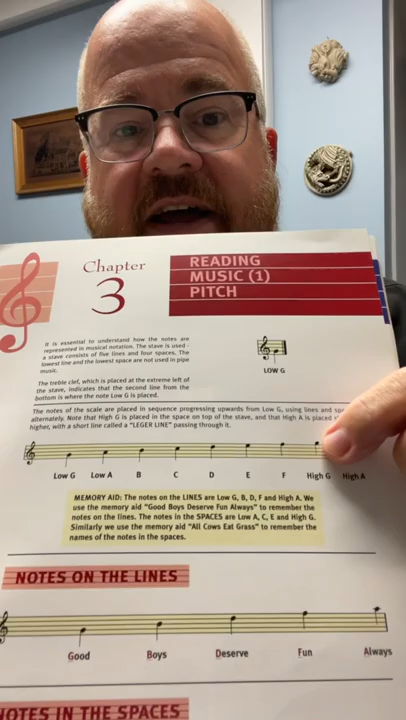 Chapter
3
READING
MUSIC (1)
PITCH
It is essential to understand how the notes are
represented in musical notation. The stave is used -
a stave consists of five lines and four spaces. The
lowest line and the lowest space are not used in pipe
music.
LOW G
The treble clef, which is placed at the extreme left of
the stave, indicates that the second line from the
bottom is where the note Low G is placed.
The notes of the scale are placed in sequence progressing upwards from Low G, using lines and
alternately. Note that High G is placed in the space on top of the stave, and that High A is placed
higher, with a short line called a "LEGER LINE" passing through it.
Low G Low A B C D E F High G High A
MEMORY AID: The notes on the LINES are Low G, B, D, F and High A. We
use the memory aid "Good Boys Deserve Fun Always" to remember the
notes on the lines. The notes in the SPACES are Low A, C, E and High G.
Similarly we use the memory aid "All Cows Eat Grass" to remember the
names of the notes in the spaces.
NOTES ON THE LINES
Good Boys Deserve Fun Always
NOTES IN THE SPACES